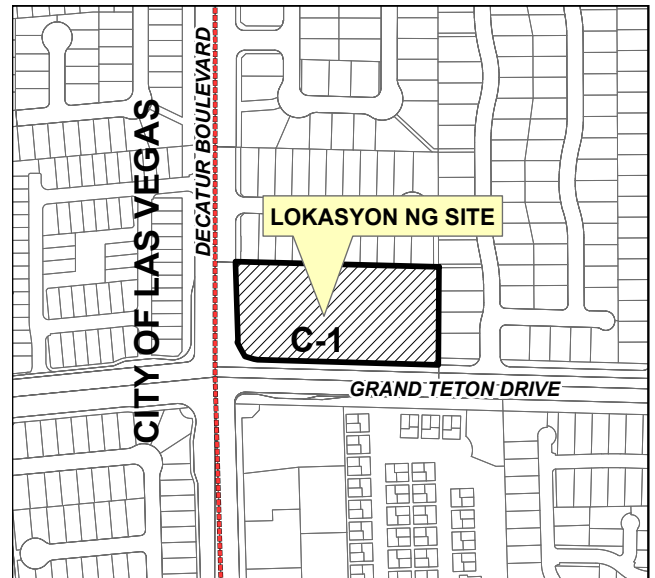 CITY OF LAS VEGAS
DECATUR BOULEVARD
LOKASYON NG SITE
C-1
GRAND TETON DRIVE